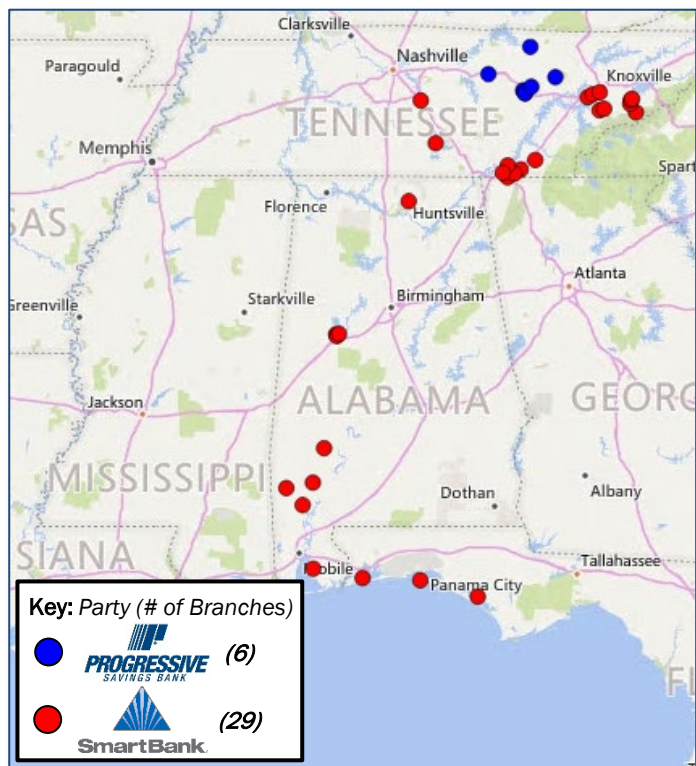 Clarksville
Nashville
Paragould
Knoxville
TENNESSEE
Memphis
Spart
Florence
Huntsville
SAS
Atlanta
Starkville
Birmingham
Greenville
Jackson
ALABAMA
GEORG
MISSISSIPPI
Dothan
Albany
SIANA
Mobile
Tallahassee
Panama City
FL
Key: Party (# of Branches)
PROGRESSIVE
SAVINGS BANK
(6)
SmartBank
(29)